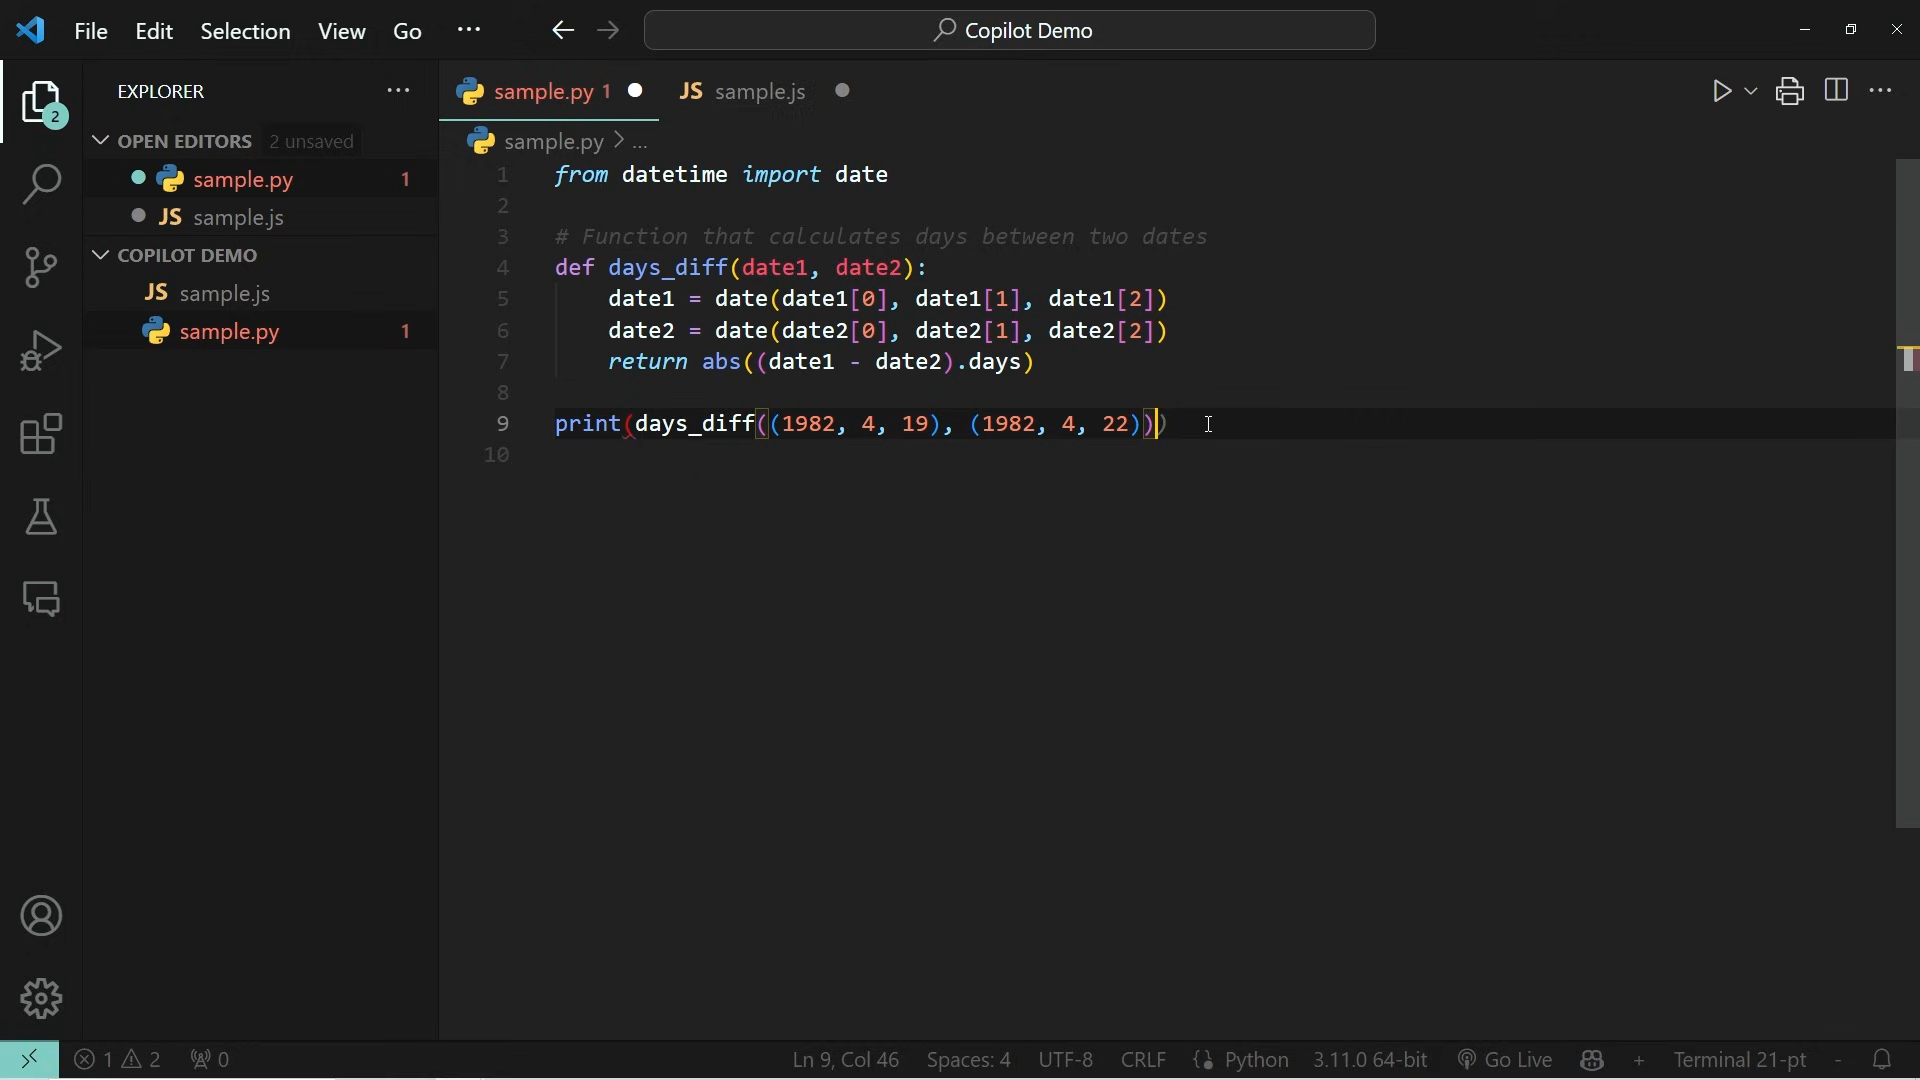 File Edit Selection View Go ··· Copilot Demo
EXPLORER ···
OPEN EDITORS 2 unsaved
sample.py 1
JS sample.js
COPILOT DEMO
JS sample.js
sample.py 1
2
sample.py 1 JS sample.js
sample.py > ...
1 from datetime import date
2
3 # Function that calculates days between two dates
4 def days_diff(date1, date2):
5 date1 = date(date1[0], date1[1], date1[2])
6 date2 = date(date2[0], date2[1], date2[2])
7 return abs((date1 - date2).days)
8
9 print(days_diff((1982, 4, 19), (1982, 4, 22)))
10
1 2 0 Ln 9, Col 46 Spaces: 4 UTF-8 CRLF Python 3.11.0 64-bit Go Live + Terminal 21-pt -